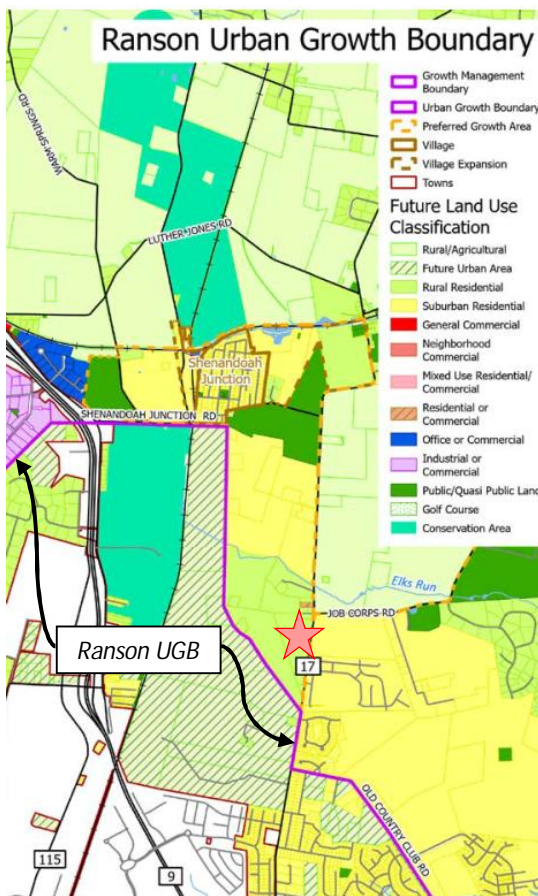 Ranson Urban Growth Boundary
Growth Management
Boundary
Urban Growth Boundary
Preferred Growth Area
Village
Village Expansion
Towns
Future Land Use
Classification
Rural/Agricultural
Future Urban Area
Rural Residential
Suburban Residential
General Commercial
Neighborhood
Commercial
Mixed Use Residential/
Commercial
Residential or
Commercial
Office or Commercial
Industrial or
Commercial
Public/Quasi Public Land
Golf Course
Conservation Area
WARM SPRINGS RD
LUTHER JONES RD
Shenandoah
Junction
SHENANDOAH JUNCTION RD
Elks Run
JOB CORPS RD
Ranson UGB
17
OLD COUNTRY CLUB RD
115
9